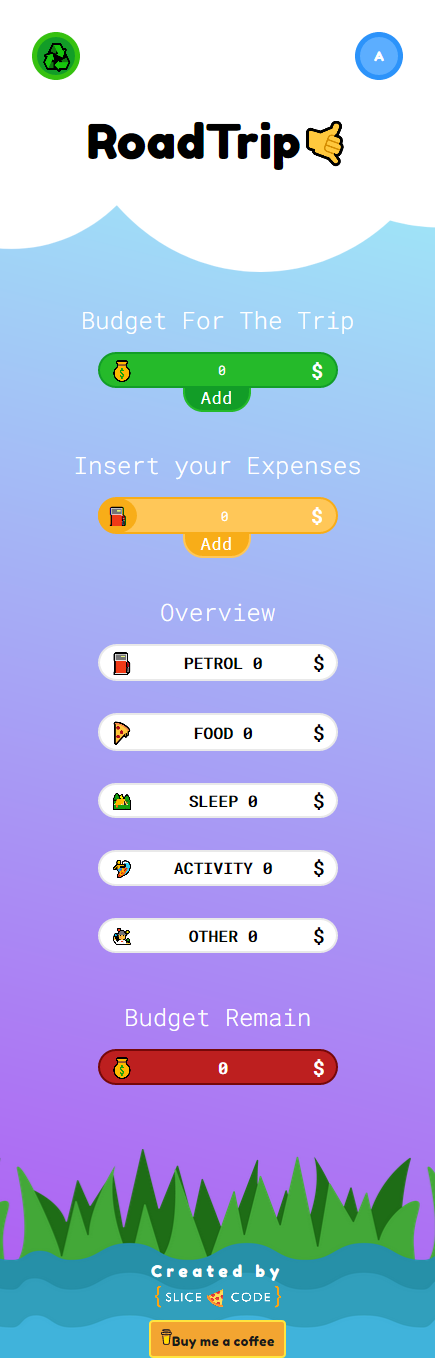 A
RoadTrip
Budget For The Trip
0 $
Add
Insert your Expenses
0 $
Add
Overview
PETROL 0 $
FOOD 0 $
SLEEP 0 $
ACTIVITY 0 $
OTHER 0 $
Budget Remain
0 $
Created by
{SLICE CODE}
Buy me a coffee